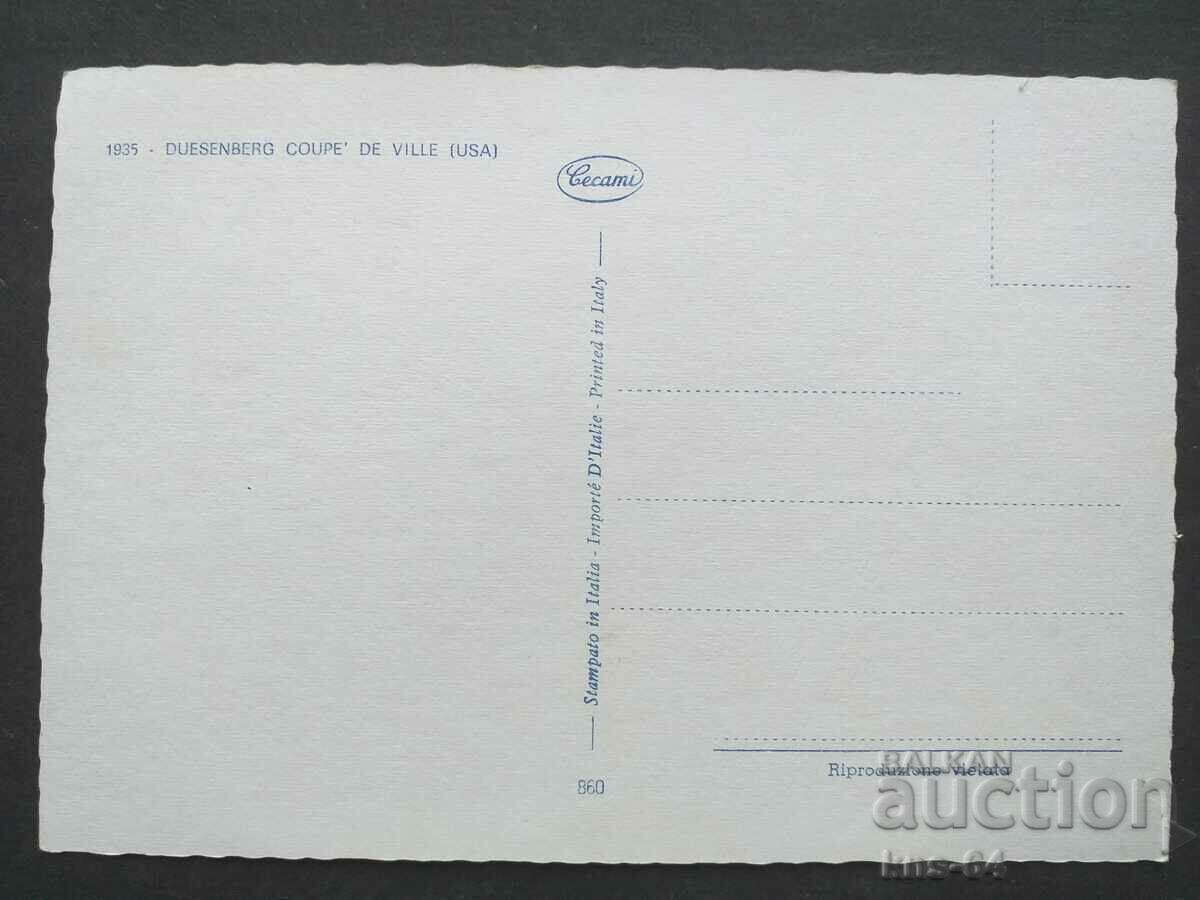 1935 - DUESENBERG COUPE' DE VILLE (USA)
Cecami
Stampato in Italia - Importé D'Italie - Printed in Italy
860
Riproduzione vietata
BALKAN
auction
kns-64